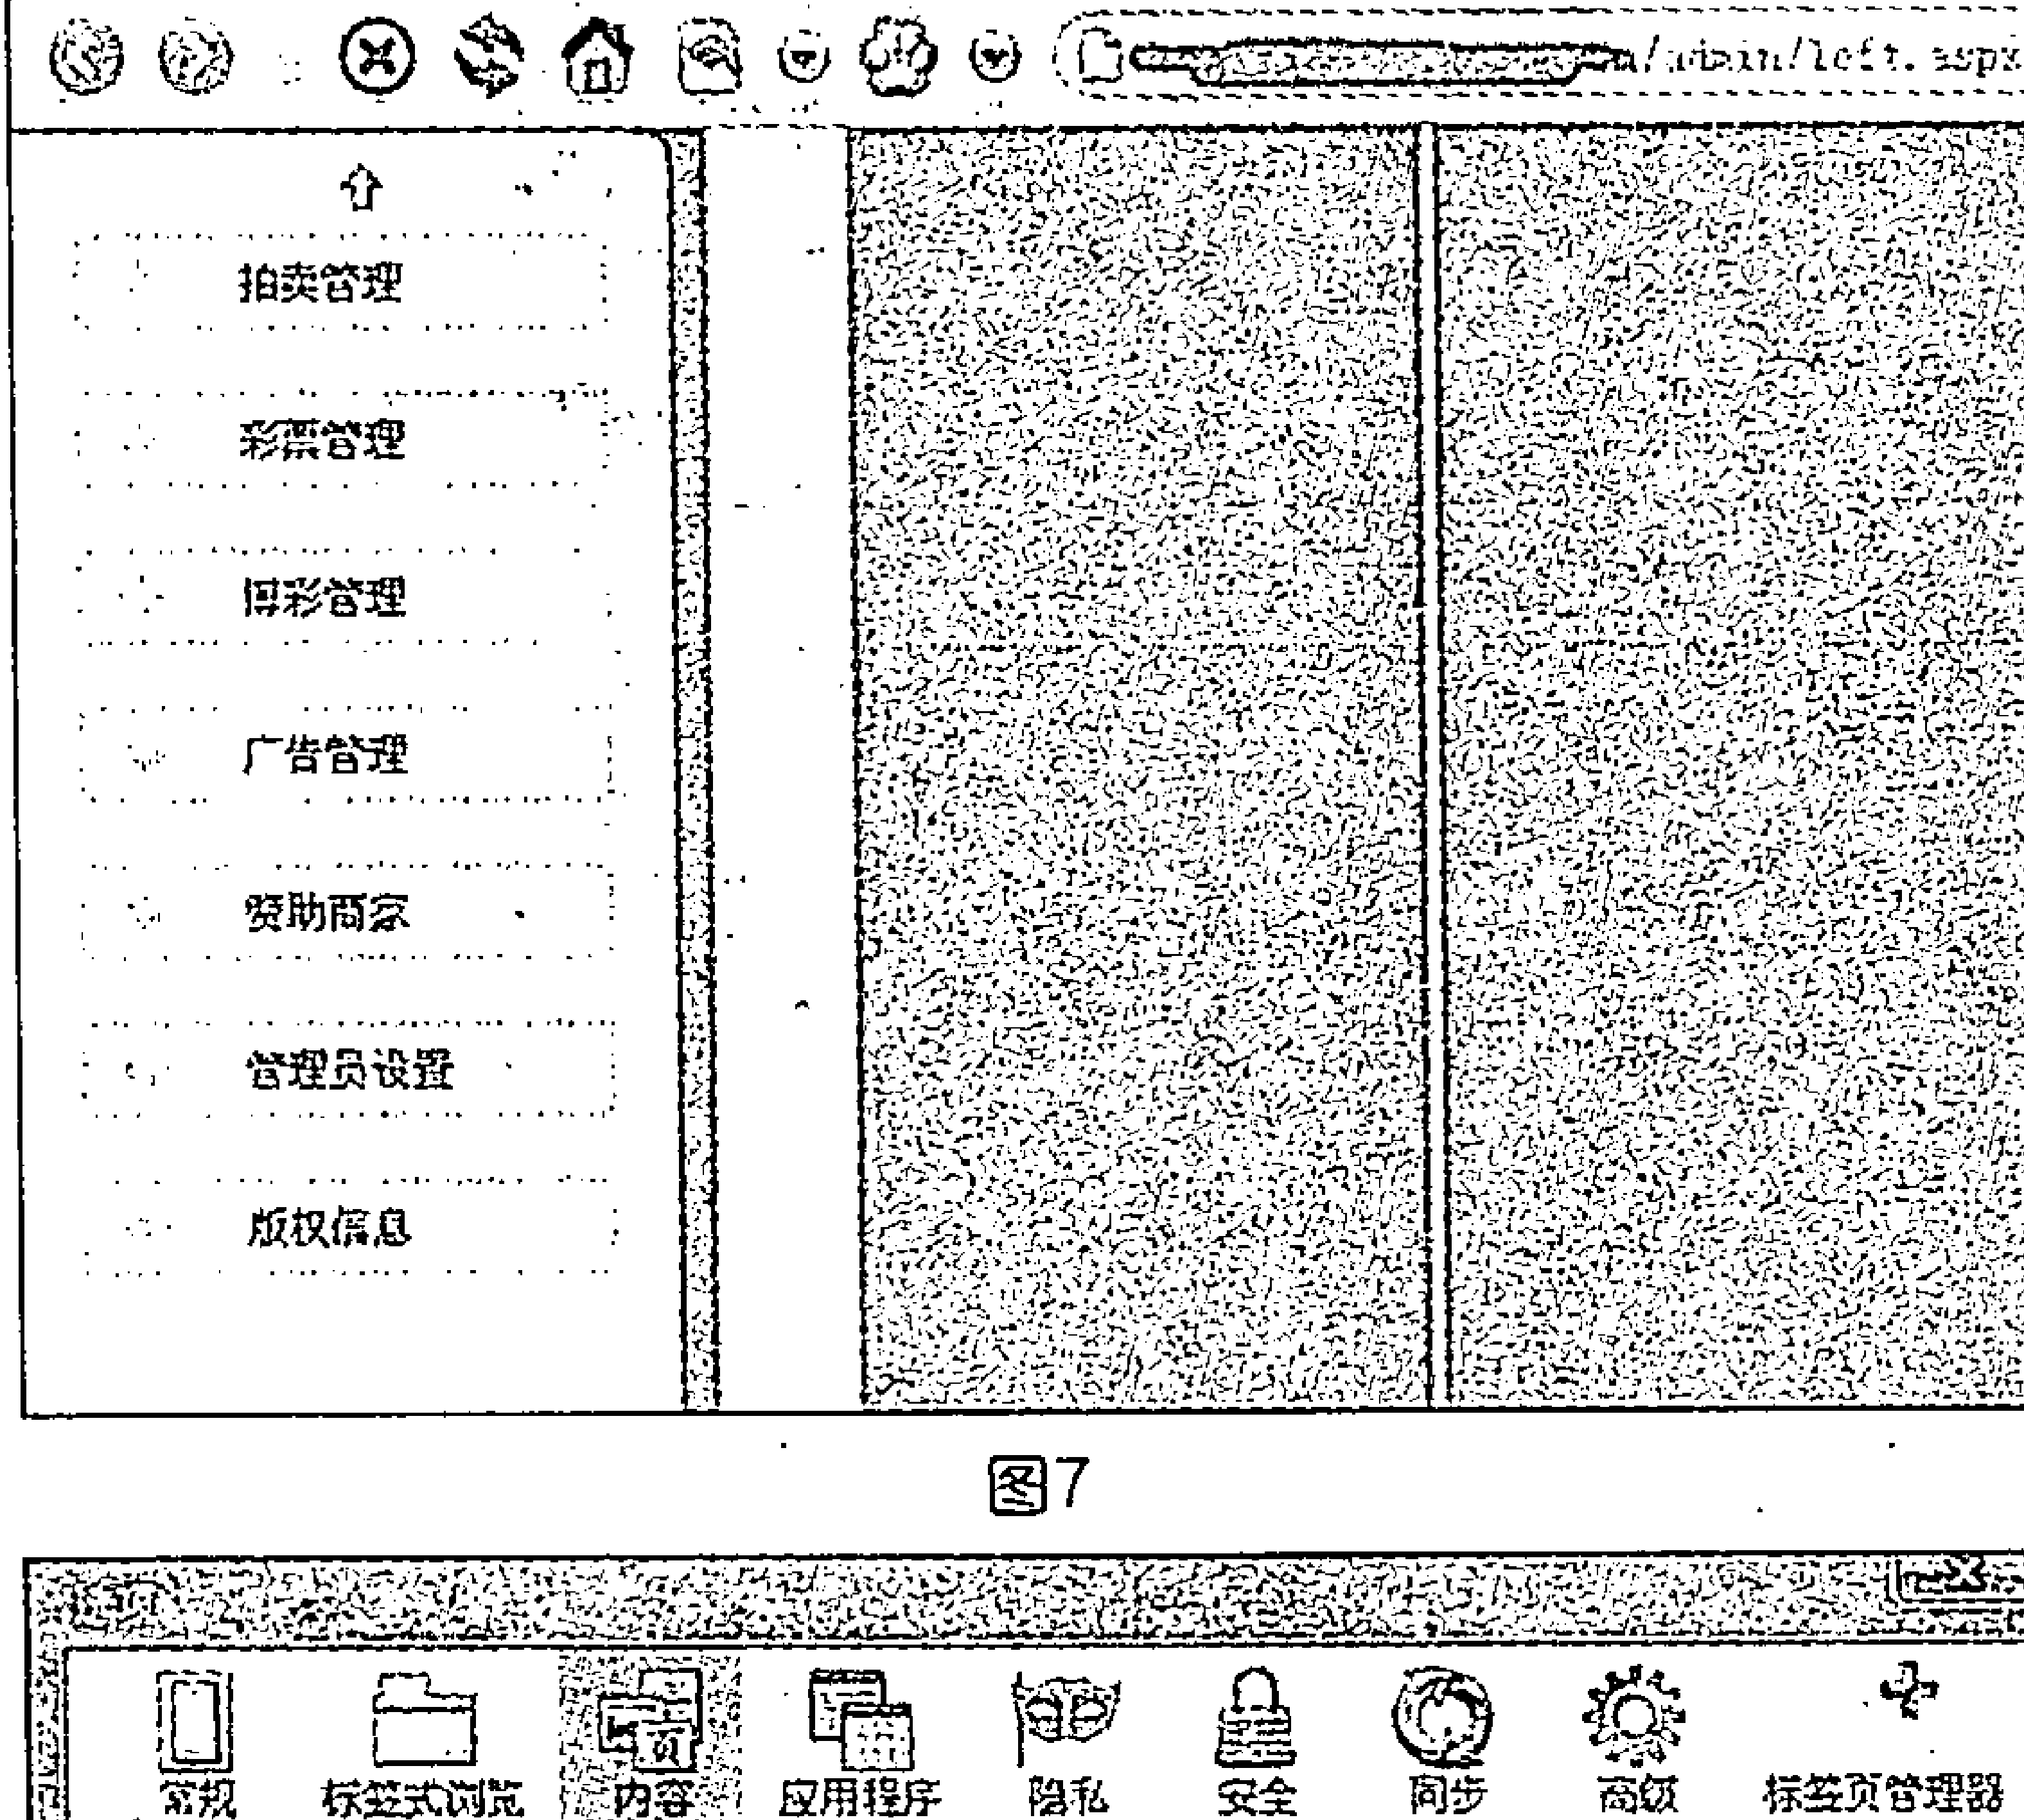 /admin/left.aspx
拍卖管理
彩票管理
博彩管理
广告管理
赞助商家
管理员设置
版权信息
图7
常规 标签式浏览 内容 应用程序 隐私 安全 同步 高级 标签页管理器